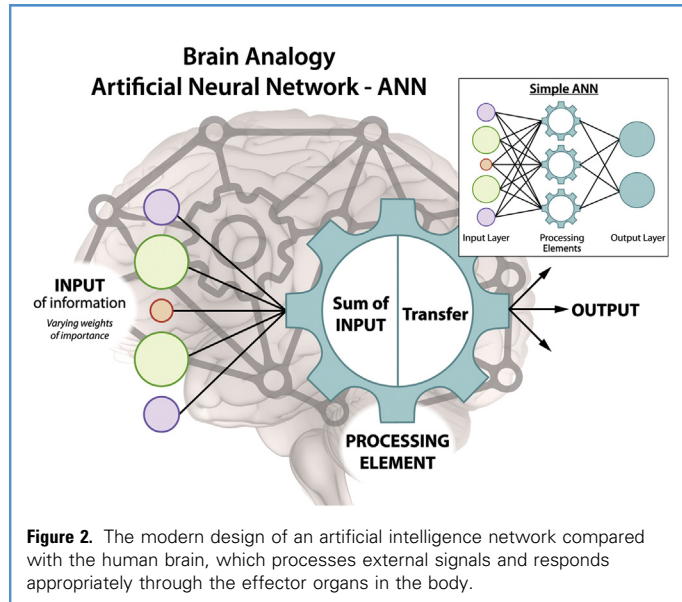 Brain Analogy
Artificial Neural Network - ANN
Simple ANN
Input Layer
Processing
Elements
Output Layer
INPUT
of information
Varying weights
of importance
Sum of
INPUT
Transfer
OUTPUT
PROCESSING
ELEMENT
Figure 2. The modern design of an artificial intelligence network compared
with the human brain, which processes external signals and responds
appropriately through the effector organs in the body.